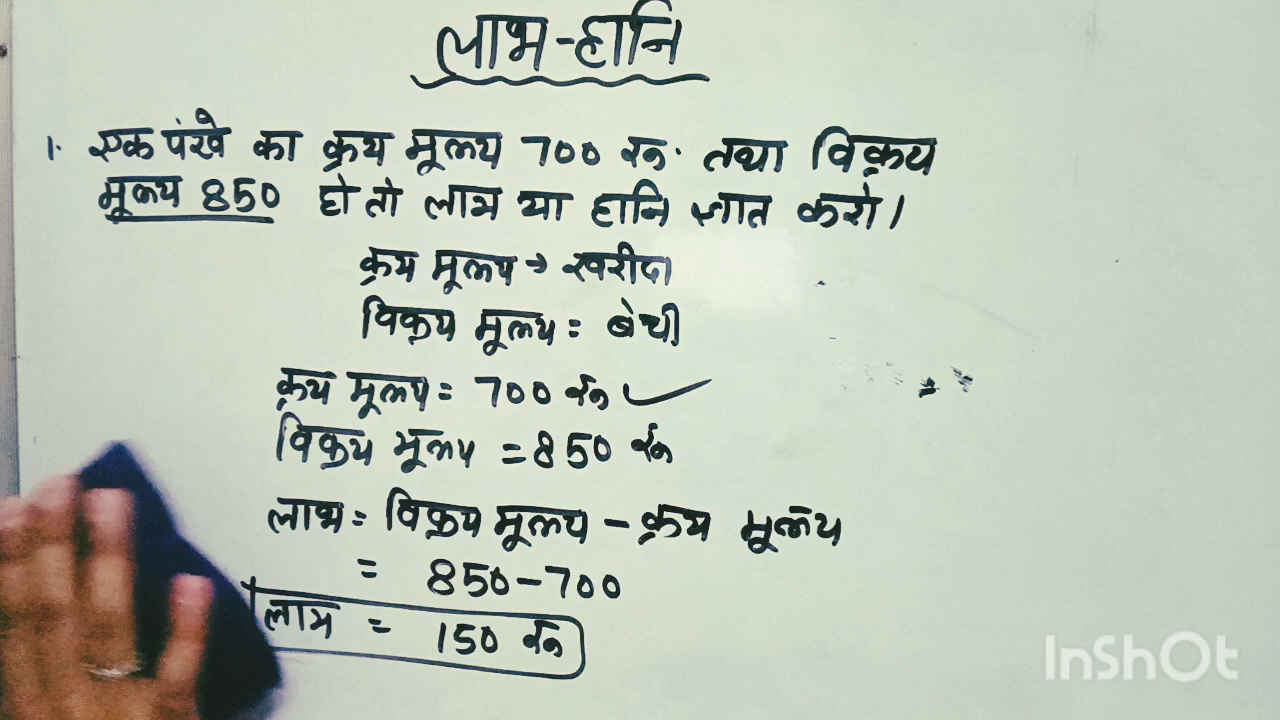 लाभ-हानि
1. एक पंखे का क्रय मूल्य 700 रु. तथा विक्रय
मूल्य 850 हो तो लाभ या हानि ज्ञात करो।
क्रय मूल्य → खरीदा
विक्रय मूल्य = बेची
क्रय मूल्य = 700 रु ✓
विक्रय मूल्य = 850 रु
लाभ = विक्रय मूल्य - क्रय मूल्य
= 850-700
लाभ = 150 रु
InShOt